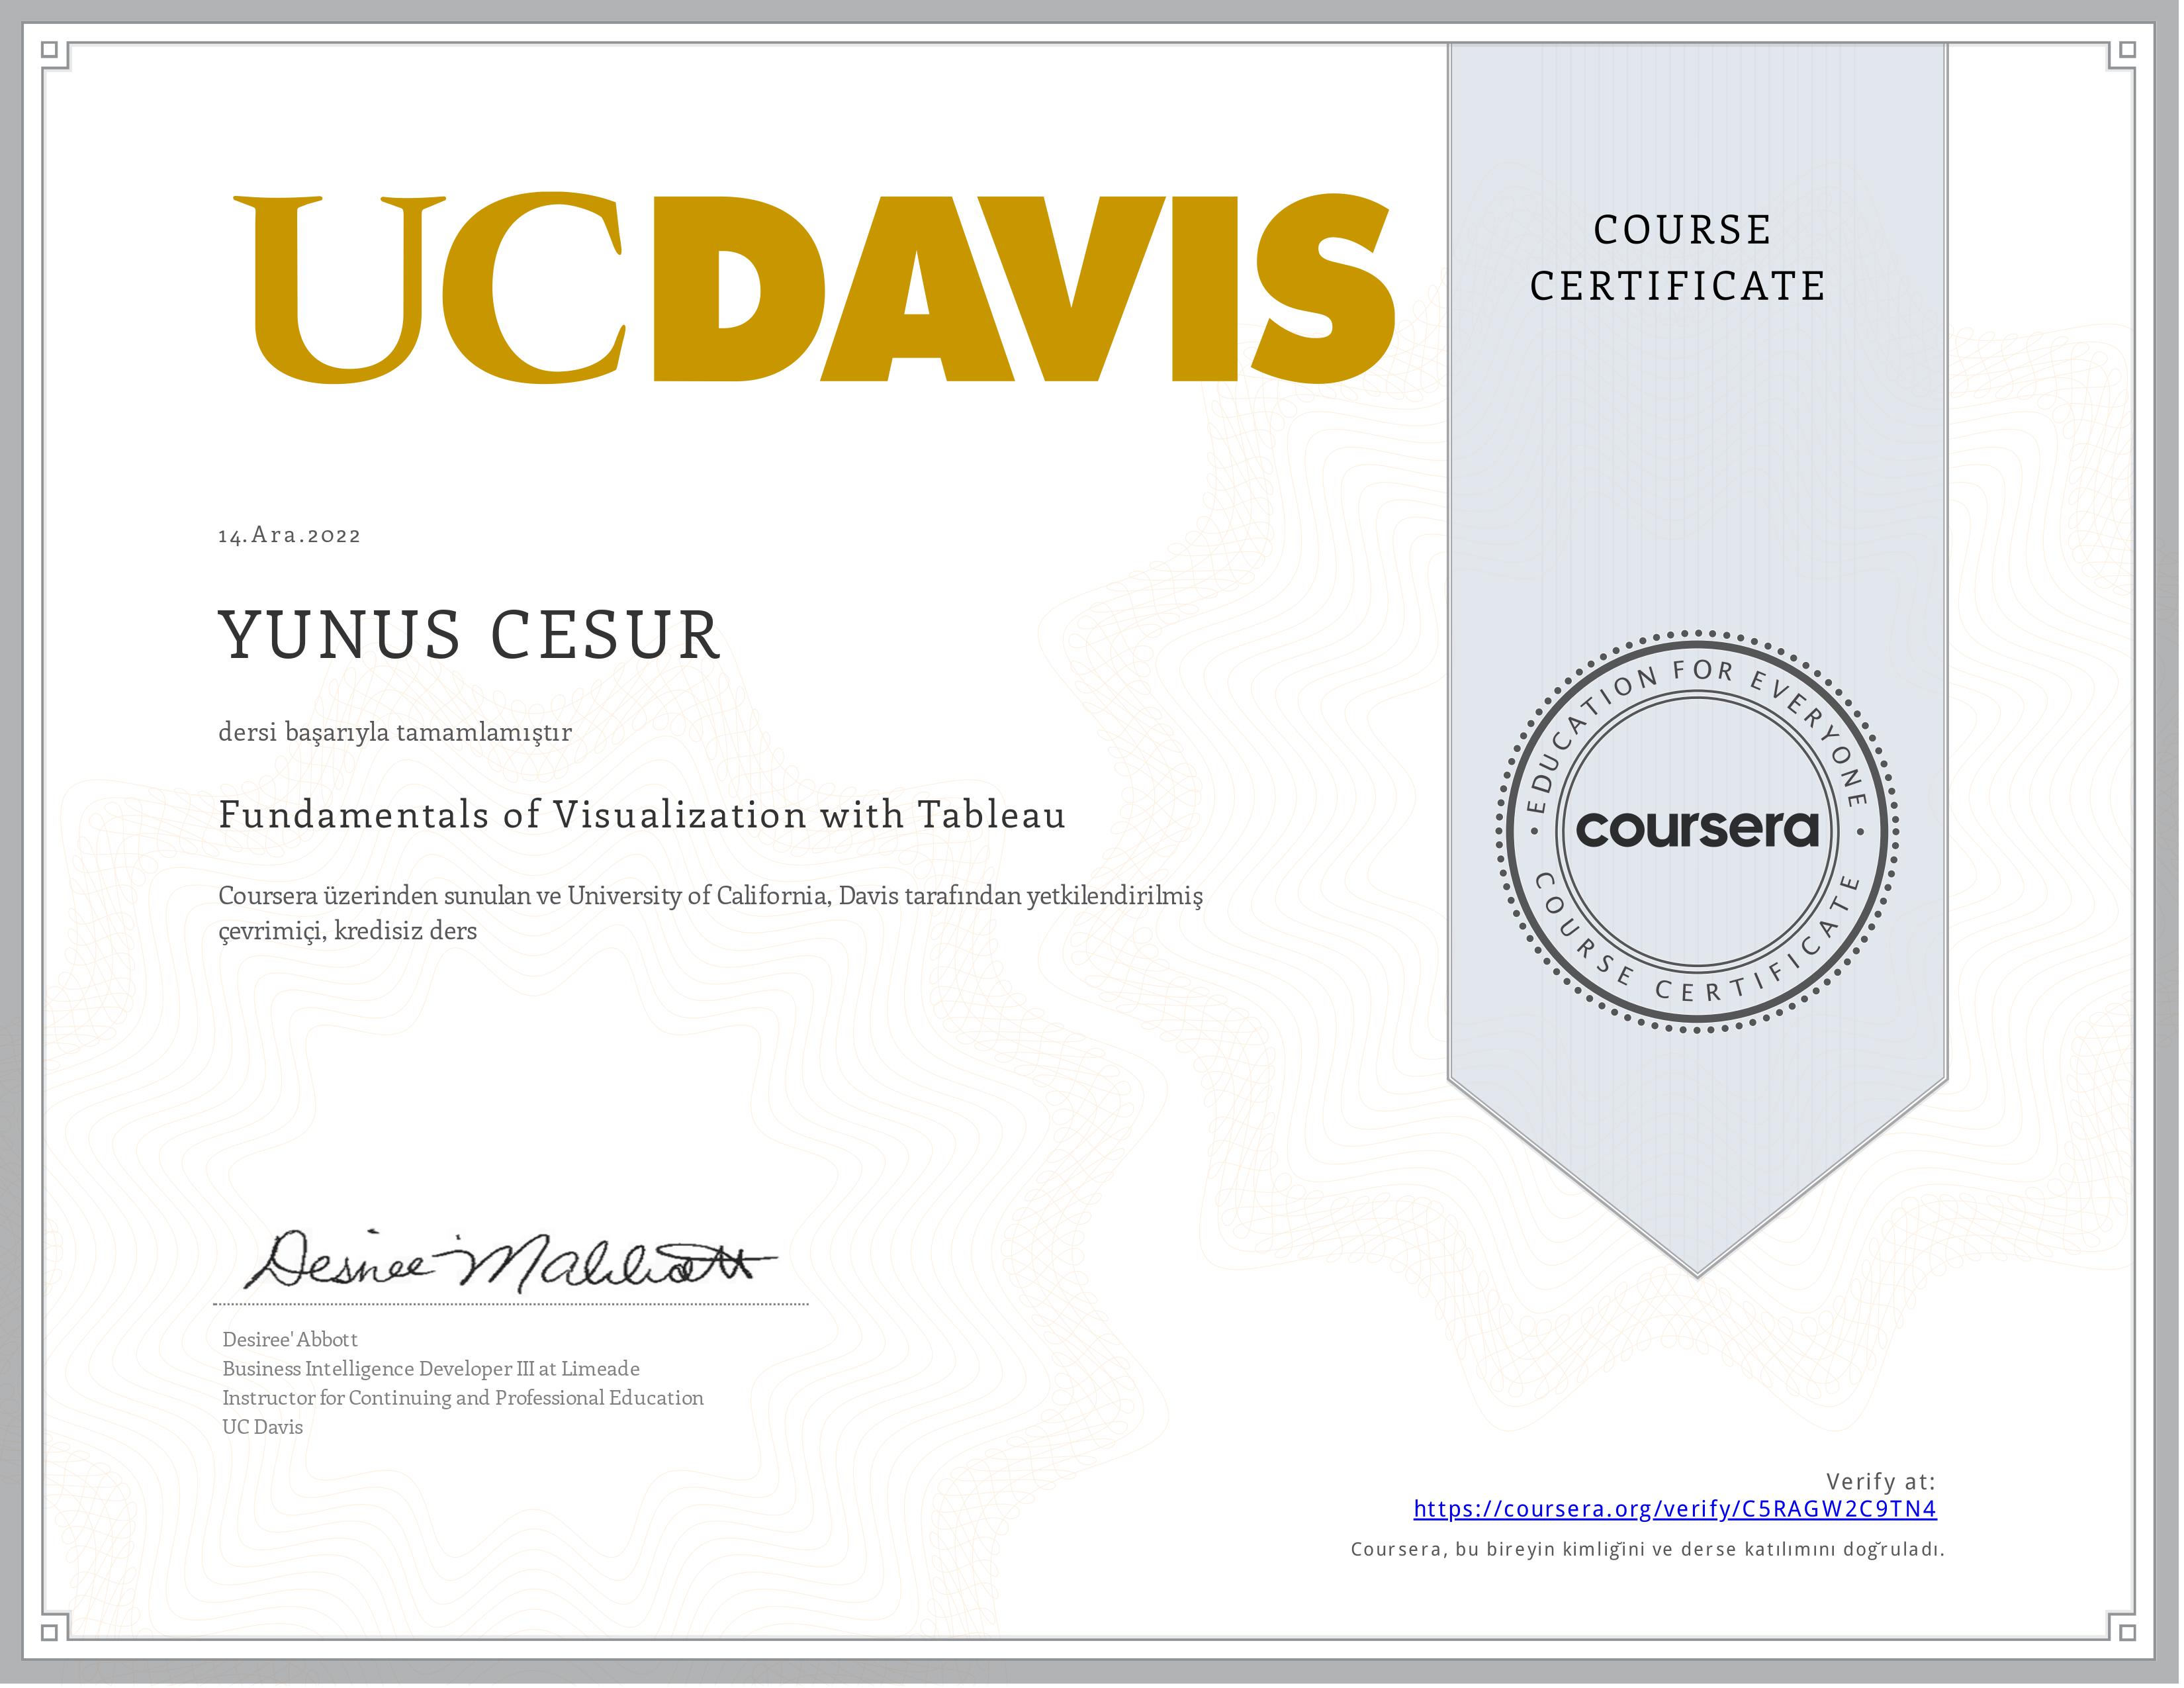 UCDAVIS
COURSE
CERTIFICATE
14.Ara.2022
YUNUS CESUR
dersi başarıyla tamamlamıştır
Fundamentals of Visualization with Tableau
Coursera üzerinden sunulan ve University of California, Davis tarafından yetkilendirilmiş
çevrimiçi, kredisiz ders
EDUCATION FOR EVERYONE
coursera
COURSE CERTIFICATE
Desiree' Abbott
Business Intelligence Developer III at Limeade
Instructor for Continuing and Professional Education
UC Davis
Verify at:
https://coursera.org/verify/C5RAGW2C9TN4
Coursera, bu bireyin kimliğini ve derse katılımını doğruladı.